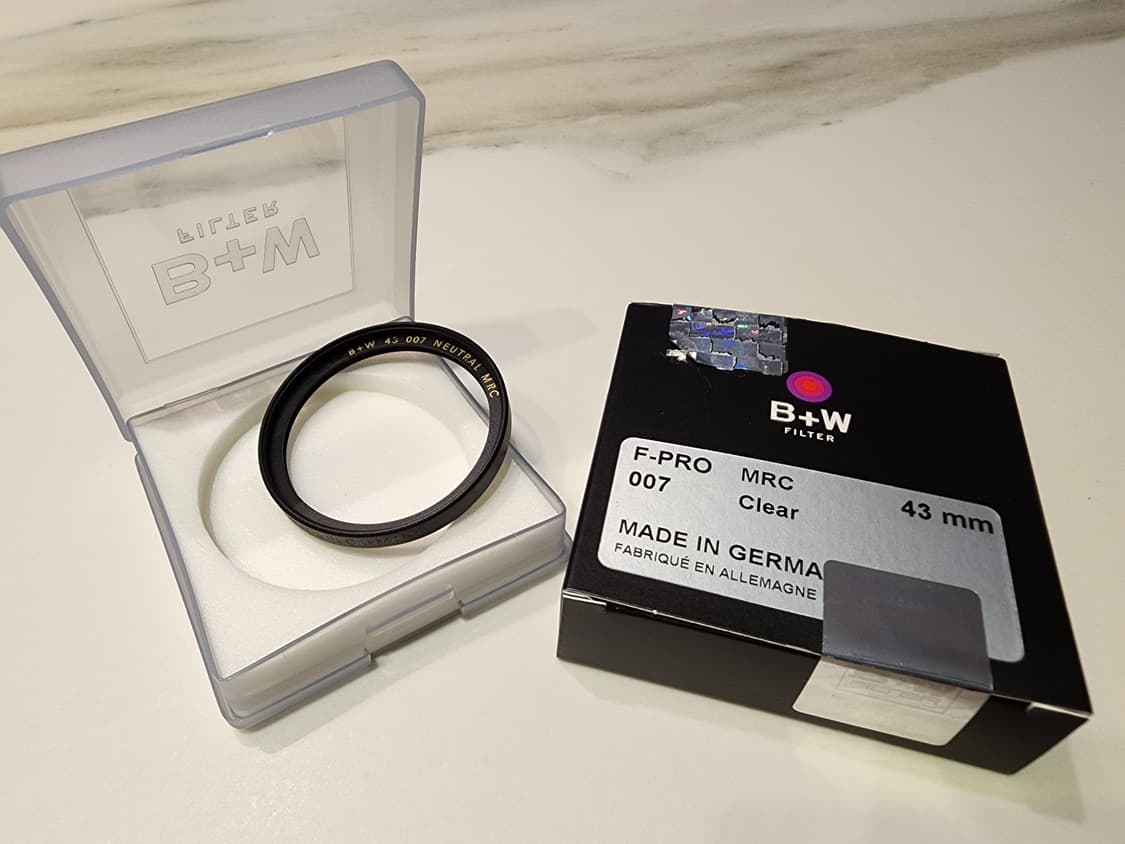 FILTER
B+W
B+W 43 007 NEUTRAL MRC
B+W
FILTER
F-PRO MRC
007 Clear 43 mm
MADE IN GERMA
FABRIQUÉ EN ALLEMAGNE